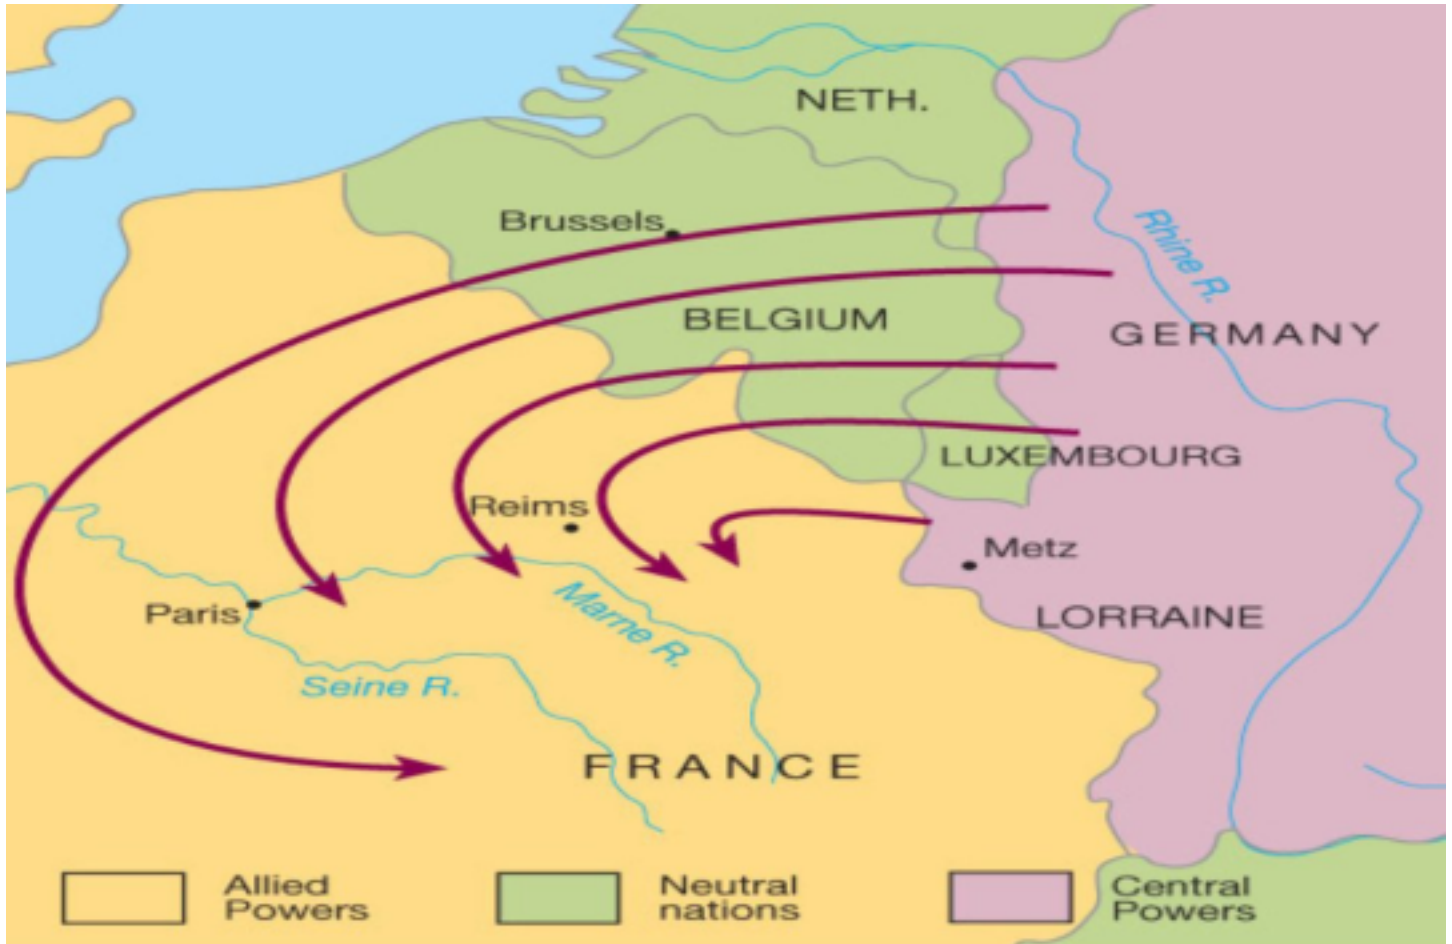 NETH.
Brussels
Rhine R.
BELGIUM
GERMANY
LUXEMBOURG
Reims
Metz
Marne R.
Paris
LORRAINE
Seine R.
FRANCE
Allied
Powers
Neutral
nations
Central
Powers